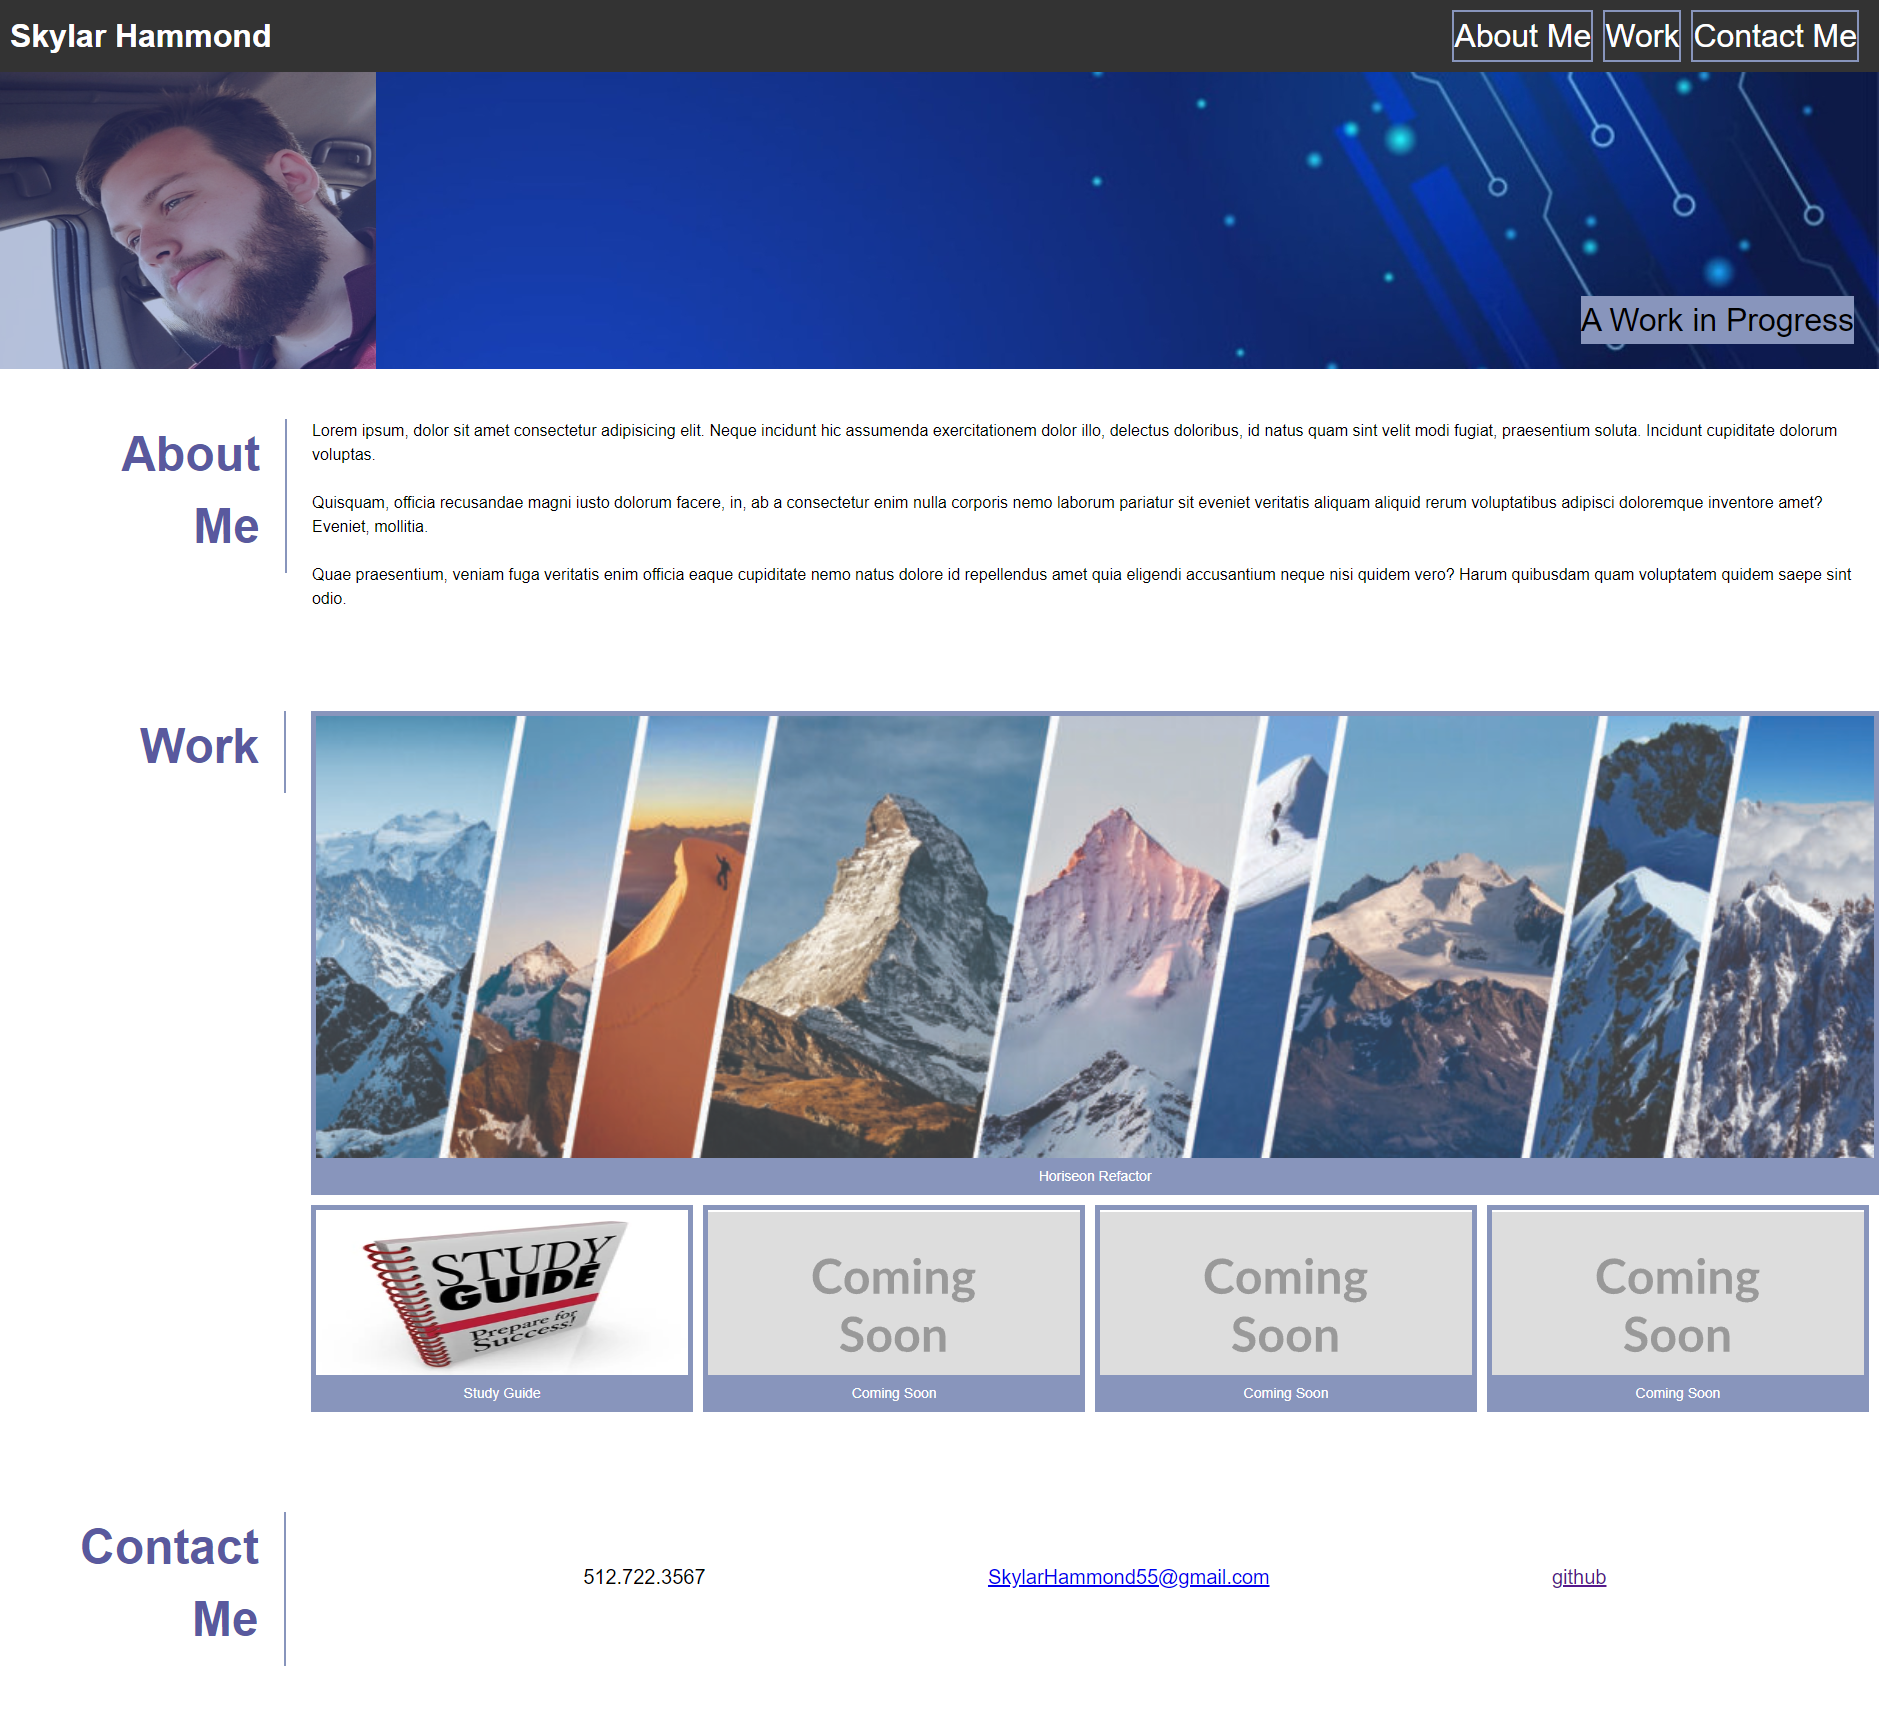 Skylar Hammond
About Me
Work
Contact Me
A Work in Progress
About
Me
Lorem ipsum, dolor sit amet consectetur adipisicing elit. Neque incidunt hic assumenda exercitationem dolor illo, delectus doloribus, id natus quam sint velit modi fugiat, praesentium soluta. Incidunt cupiditate dolorum
voluptas.
Quisquam, officia recusandae magni iusto dolorum facere, in, ab a consectetur enim nulla corporis nemo laborum pariatur sit eveniet veritatis aliquam aliquid rerum voluptatibus adipisci doloremque inventore amet?
Eveniet, mollitia.
Quae praesentium, veniam fuga veritatis enim officia eaque cupiditate nemo natus dolore id repellendus amet quia eligendi accusantium neque nisi quidem vero? Harum quibusdam quam voluptatem quidem saepe sint
odio.
Work
Horiseon Refactor
STUDY
GUIDE
Prepare for
Success!
Study Guide
Coming
Soon
Coming Soon
Coming
Soon
Coming Soon
Coming
Soon
Coming Soon
Contact
Me
512.722.3567
SkylarHammond55@gmail.com
github